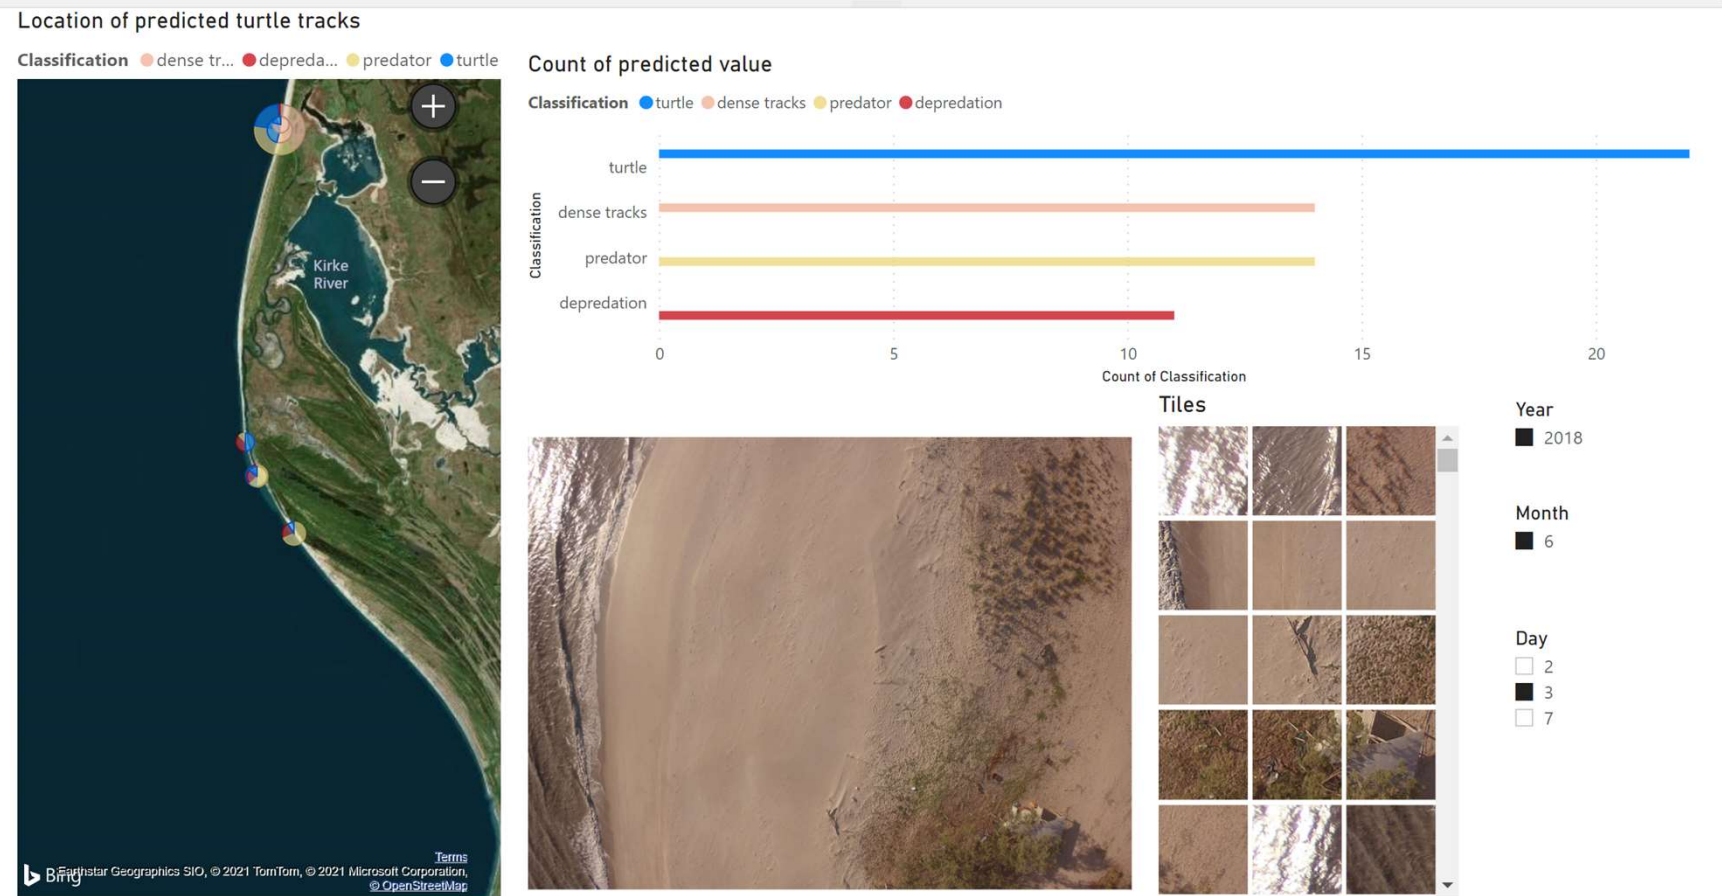 Location of predicted turtle tracks
Classification dense tr... depreda... predator turtle
Kirke
River
Terms
Bing
Earthstar Geographics SIO, © 2021 TomTom, © 2021 Microsoft Corporation,
© OpenStreetMap
Count of predicted value
Classification turtle dense tracks predator depredation
Classification
turtle
dense tracks
predator
depredation
0 5 10 15 20
Count of Classification
Tiles
Year
2018
Month
6
Day
2
3
7